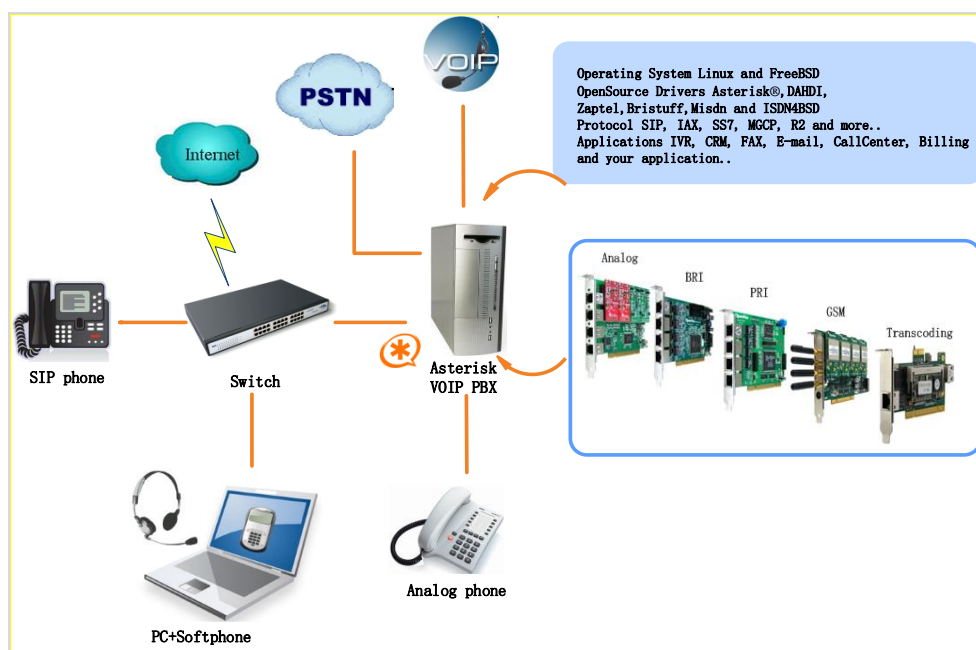 VOIP
PSTN
Operating System Linux and FreeBSD
OpenSource Drivers Asterisk®,DAHDI,
Zaptel,Bristuff,Misdn and ISDN4BSD
Protocol SIP, IAX, SS7, MGCP, R2 and more..
Applications IVR, CRM, FAX, E-mail, CallCenter, Billing
and your application..
Internet
Analog
BRI
PRI
GSM
Transcoding
SIP phone
Switch
Asterisk
VOIP PBX
Analog phone
PC+Softphone